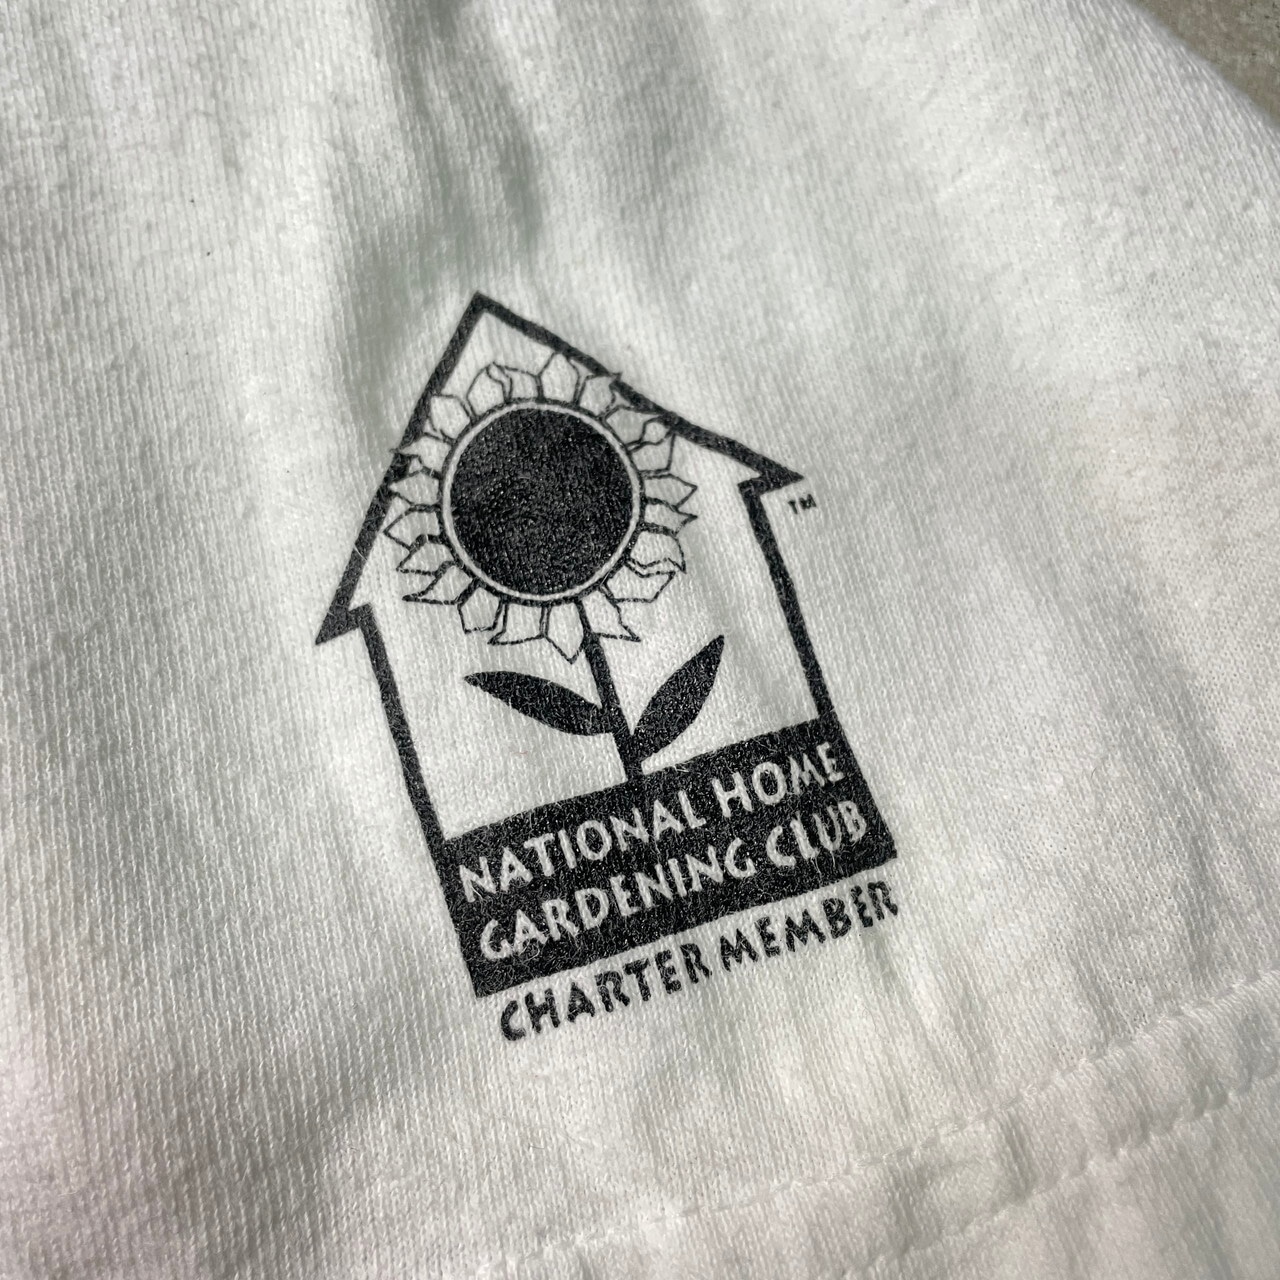 ™
NATIONAL HOME
GARDENING CLUB
CHARTER MEMBER